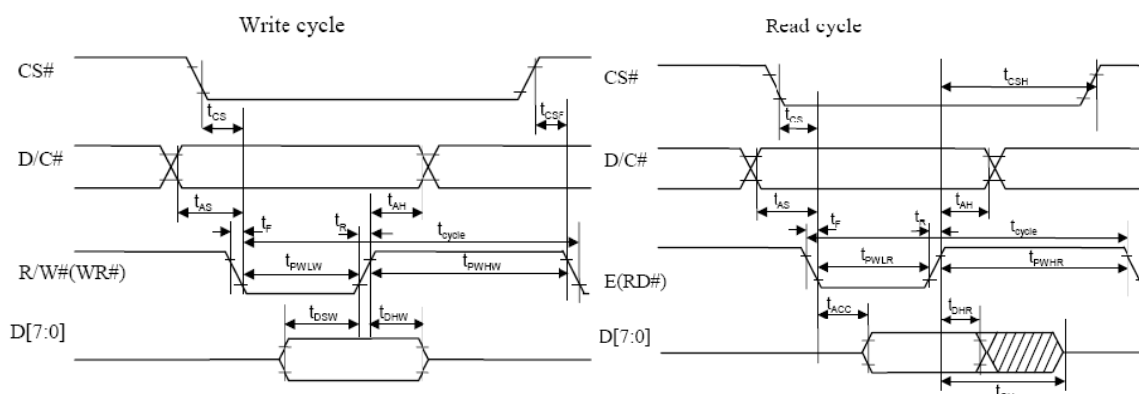 Write cycle
CS#
tCS
tCSF
D/C#
tAS
tF
tR
tAH
tcycle
R/W#(WR#)
tPWLW
tPWHW
tDSW
tDHW
D[7:0]
Read cycle
CS#
tCSH
tCS
D/C#
tAS
tF
tR
tAH
tcycle
E(RD#)
tPWLR
tPWHR
tACC
tDHR
D[7:0]